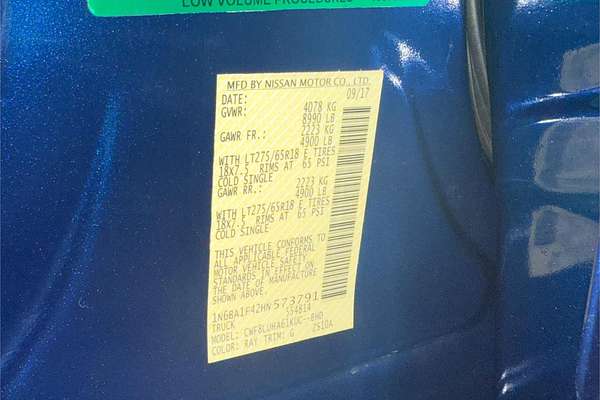 LOW VOLUME PROCEDURES
MFD BY NISSAN MOTOR CO., LTD.
DATE: 09/17
GVWR: 4078 KG
8990 LB
GAWR FR.: 2223 KG
4900 LB
WITH LT275/65R18 E TIRES
18X7.5 RIMS AT 65 PSI
COLD SINGLE
GAWR RR.: 2223 KG
4900 LB
WITH LT275/65R18 E TIRES
18X7.5 RIMS AT 65 PSI
COLD SINGLE
THIS VEHICLE CONFORMS TO
ALL APPLICABLE FEDERAL
MOTOR VEHICLE SAFETY
STANDARDS IN EFFECT ON
THE DATE OF MANUFACTURE
SHOWN ABOVE.
1N6BA1F42HN573791
TRUCK 554814
MODEL: CWF8LUHA61KUC--BHD
COLOR: RAY TRIM: G 2S10A